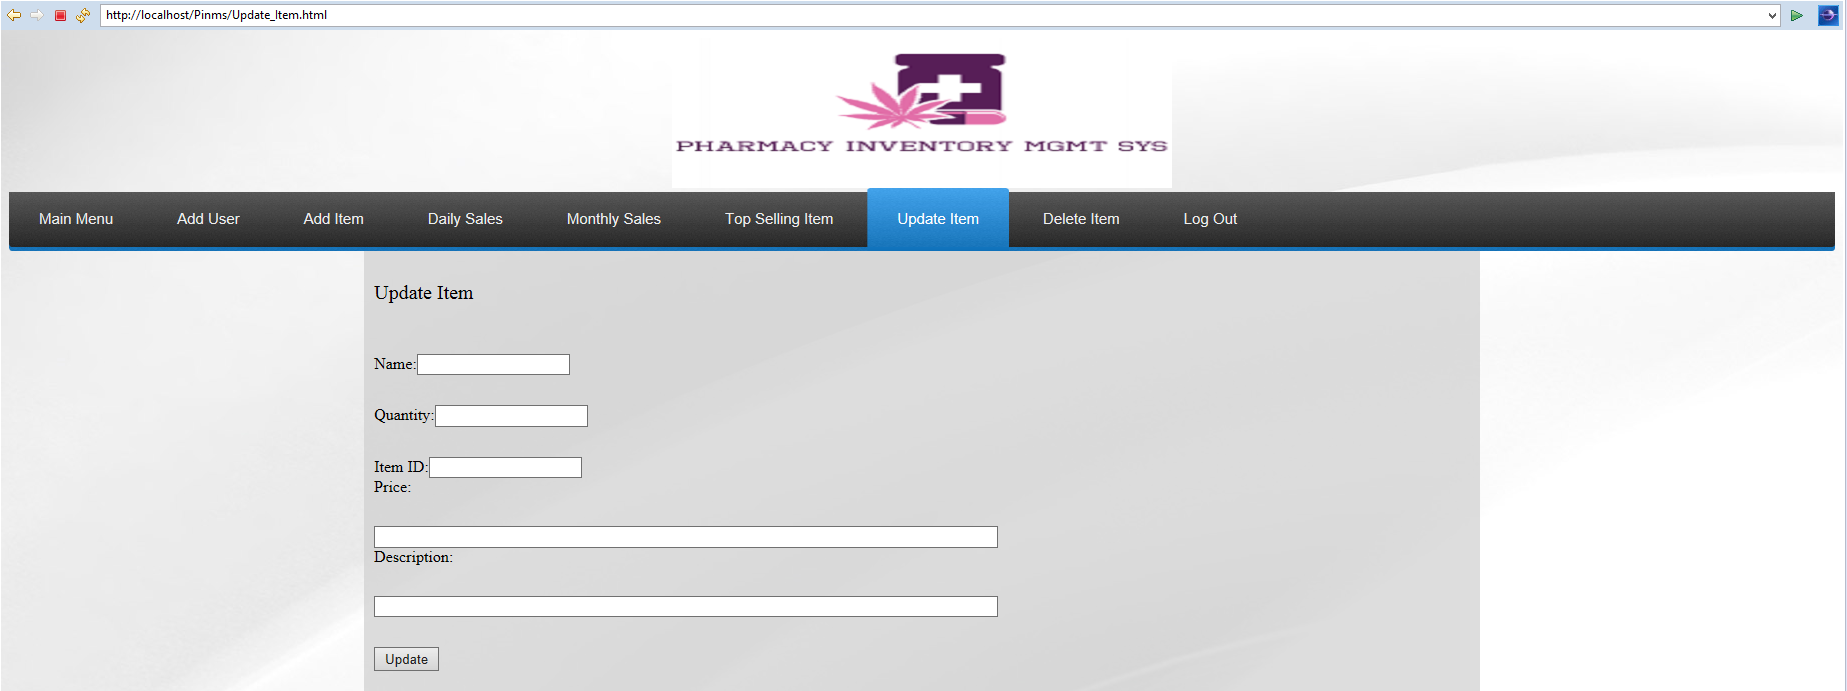 http://localhost/Pinms/Update_Item.html
PHARMACY INVENTORY MGMT SYS
Main Menu Add User Add Item Daily Sales Monthly Sales Top Selling Item Update Item Delete Item Log Out
Update Item
Name:
Quantity:
Item ID:
Price:
Description:
Update